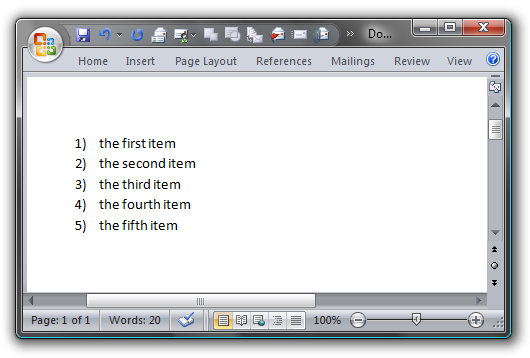 Do...
Home Insert Page Layout References Mailings Review View
1) the first item
2) the second item
3) the third item
4) the fourth item
5) the fifth item
Page: 1 of 1 Words: 20 100%